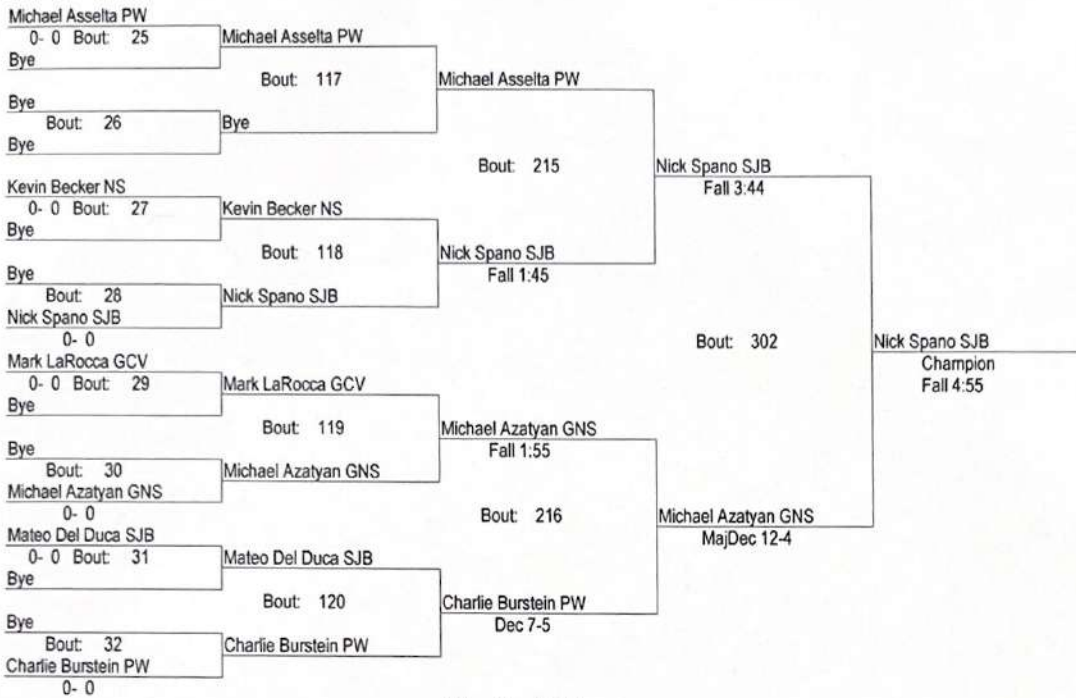 Michael Asselta PW
0- 0 Bout: 25
Bye
Bye
Bout: 26
Bye
Kevin Becker NS
0- 0 Bout: 27
Bye
Bye
Bout: 28
Nick Spano SJB
0- 0
Mark LaRocca GCV
0- 0 Bout: 29
Bye
Bye
Bout: 30
Michael Azatyan GNS
0- 0
Mateo Del Duca SJB
0- 0 Bout: 31
Bye
Bye
Bout: 32
Charlie Burstein PW
0- 0
Michael Asselta PW
Bout: 117
Bye
Kevin Becker NS
Bout: 118
Nick Spano SJB
Mark LaRocca GCV
Bout: 119
Michael Azatyan GNS
Mateo Del Duca SJB
Bout: 120
Charlie Burstein PW
Michael Asselta PW
Bout: 215
Nick Spano SJB
Fall 1:45
Michael Azatyan GNS
Fall 1:55
Bout: 216
Charlie Burstein PW
Dec 7-5
Nick Spano SJB
Fall 3:44
Bout: 302
Michael Azatyan GNS
MajDec 12-4
Nick Spano SJB
Champion
Fall 4:55